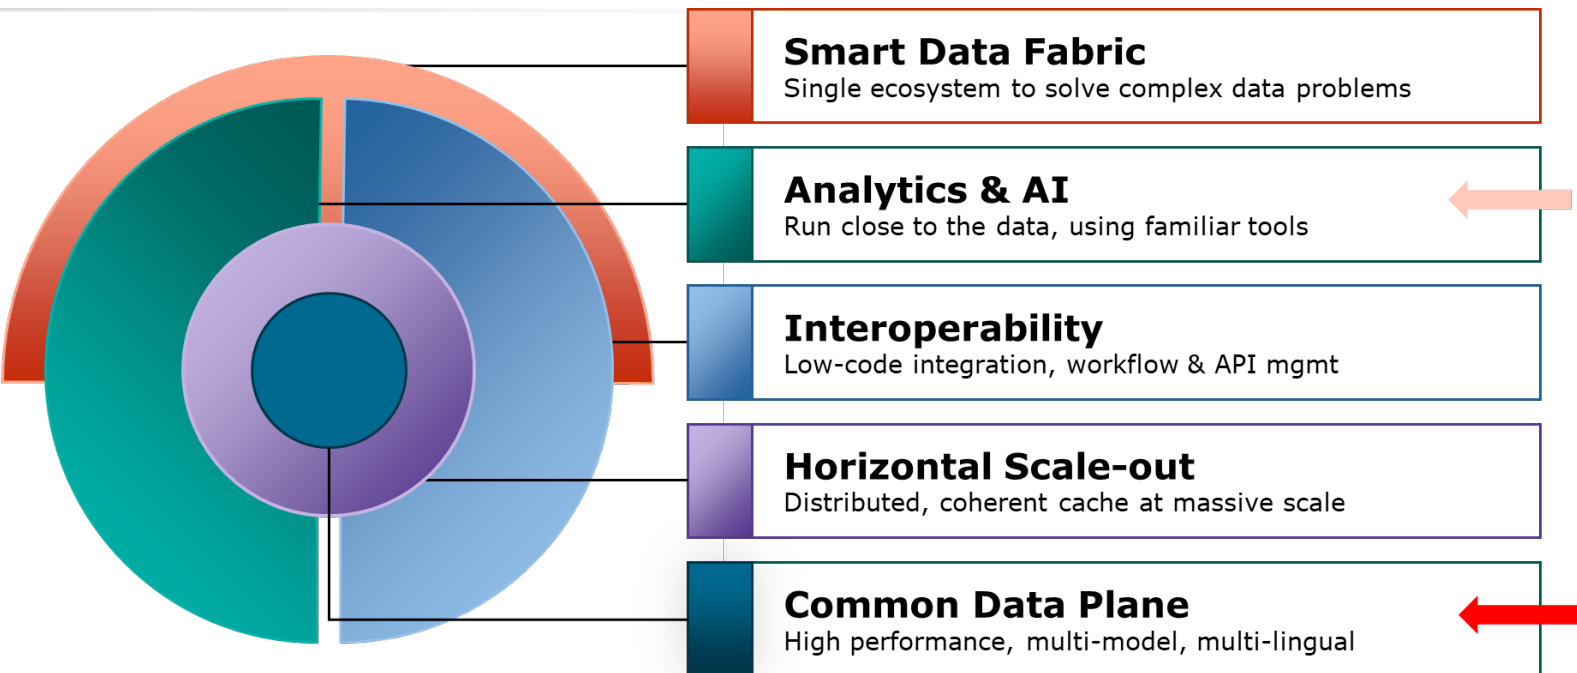 Smart Data Fabric
Single ecosystem to solve complex data problems
Analytics & AI
Run close to the data, using familiar tools
Interoperability
Low-code integration, workflow & API mgmt
Horizontal Scale-out
Distributed, coherent cache at massive scale
Common Data Plane
High performance, multi-model, multi-lingual